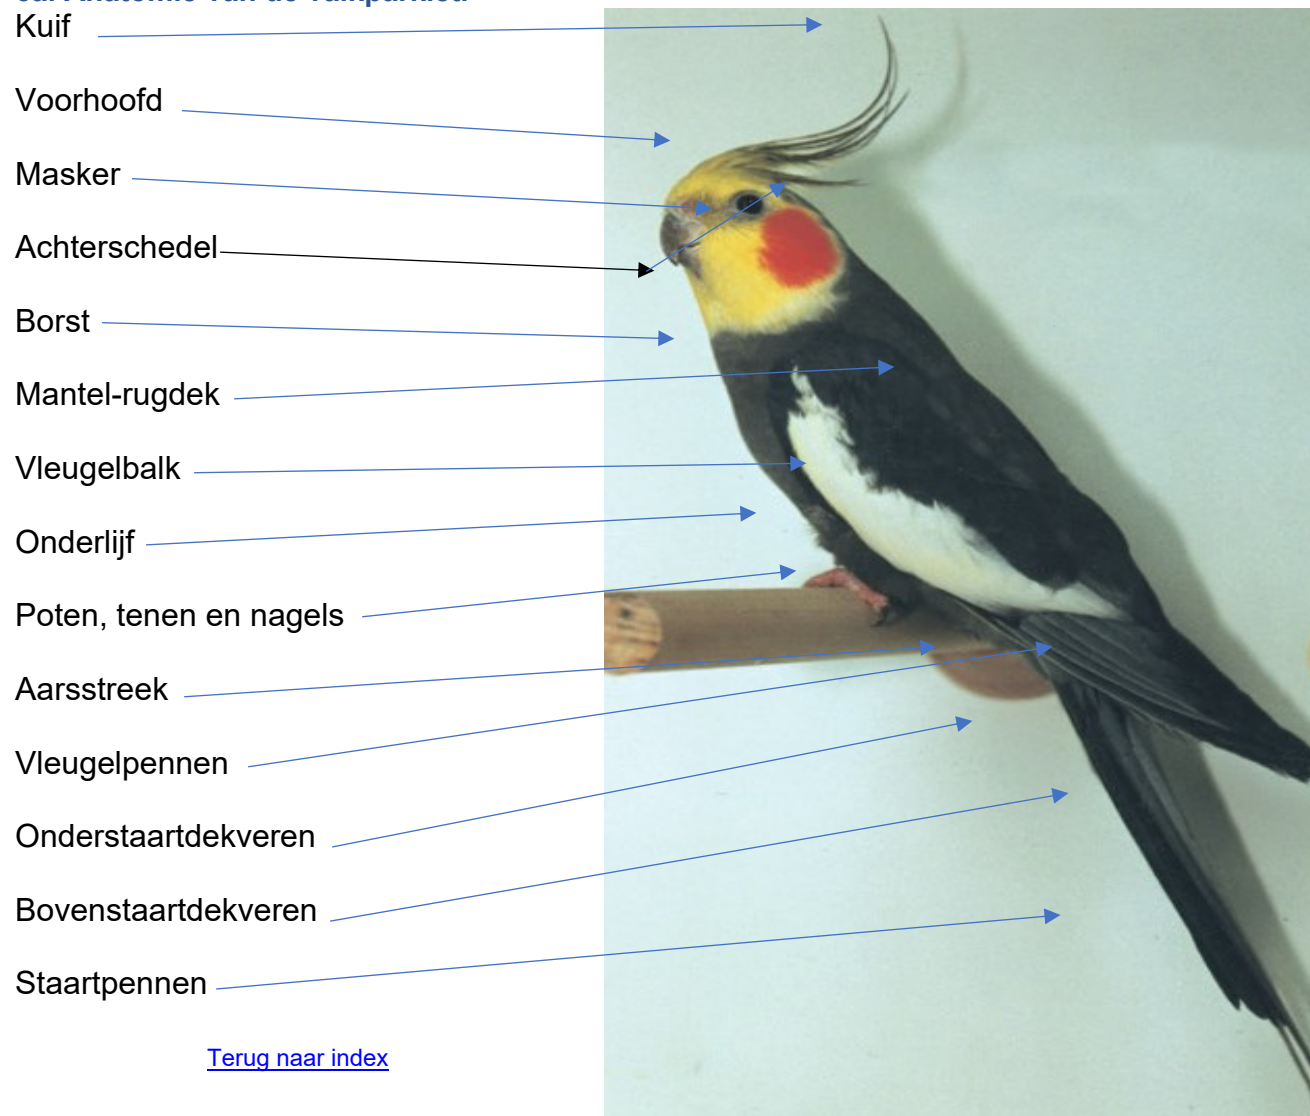 Kuif
Voorhoofd
Masker
Achterschedel
Borst
Mantel-rugdek
Vleugelbalk
Onderlijf
Poten, tenen en nagels
Aarsstreek
Vleugelpennen
Onderstaartdekveren
Bovenstaartdekveren
Staartpennen
Terug naar index